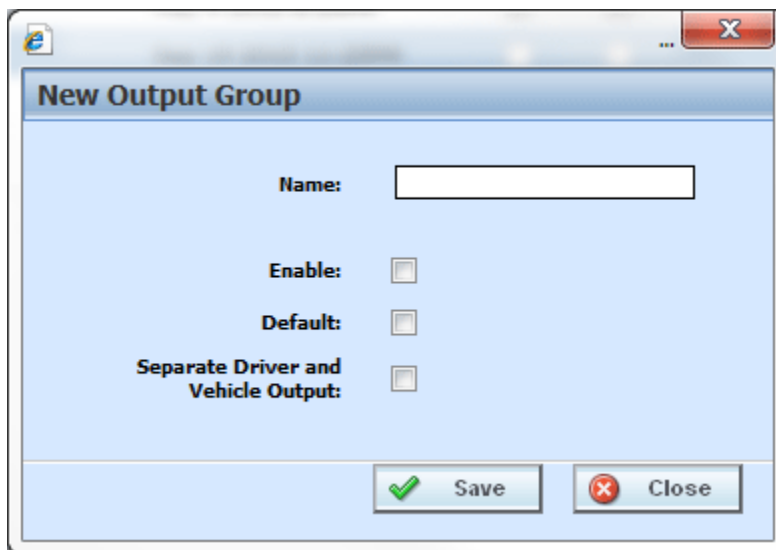 ...
New Output Group
Name:
Enable:
Default:
Separate Driver and
Vehicle Output:
Save
Close